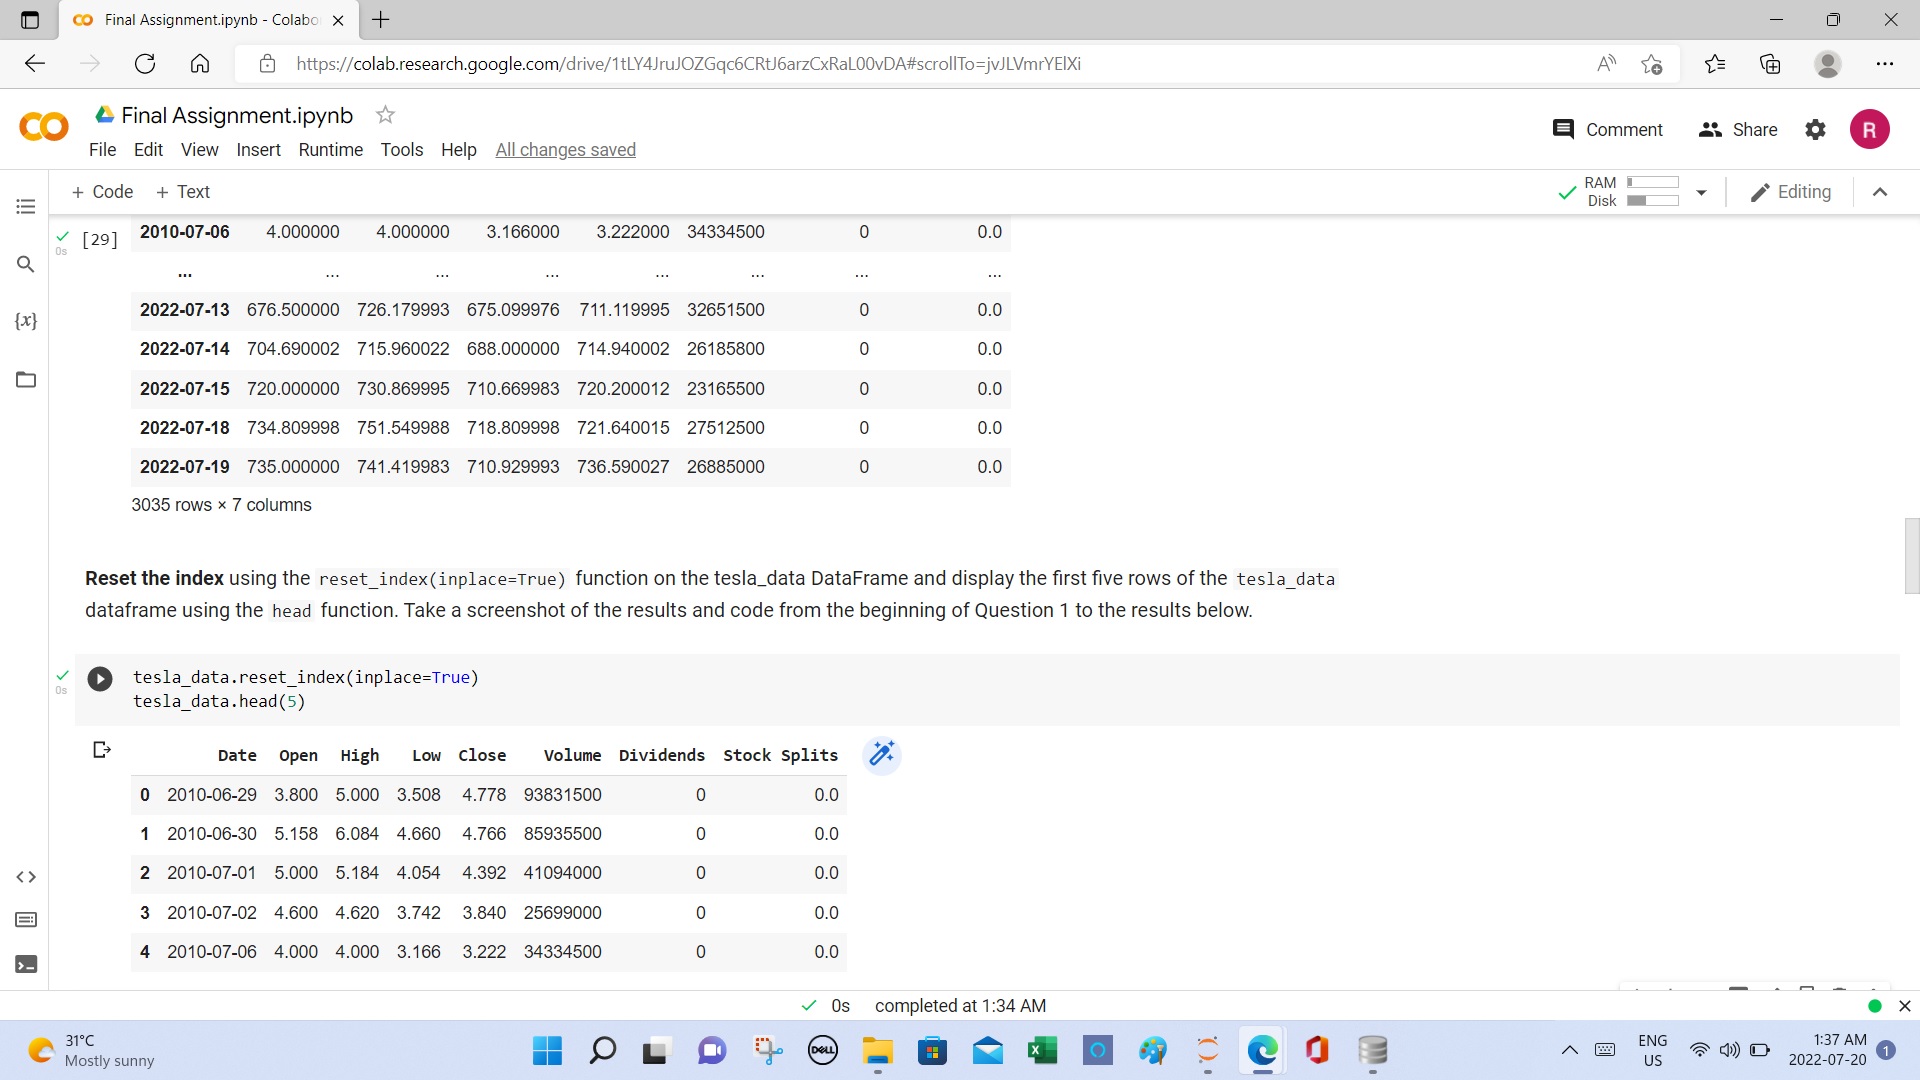 Final Assignment.ipynb - Colabo
https://colab.research.google.com/drive/1tLY4JruJOZGqc6CRtJ6arzCxRaL00vDA#scrollTo=jvJLVmrYElXi
Final Assignment.ipynb
Comment Share R
File Edit View Insert Runtime Tools Help All changes saved
+ Code + Text RAM Disk Editing
[29] 2010-07-06 4.000000 4.000000 3.166000 3.222000 34334500 0 0.0
0s
... ... ... ... ... ... ... ...
2022-07-13 676.500000 726.179993 675.099976 711.119995 32651500 0 0.0
{x}
2022-07-14 704.690002 715.960022 688.000000 714.940002 26185800 0 0.0
2022-07-15 720.000000 730.869995 710.669983 720.200012 23165500 0 0.0
2022-07-18 734.809998 751.549988 718.809998 721.640015 27512500 0 0.0
2022-07-19 735.000000 741.419983 710.929993 736.590027 26885000 0 0.0
3035 rows × 7 columns
Reset the index using the reset_index(inplace=True) function on the tesla_data DataFrame and display the first five rows of the tesla_data
dataframe using the head function. Take a screenshot of the results and code from the beginning of Question 1 to the results below.
tesla_data.reset_index(inplace=True)
0s
tesla_data.head(5)
Date Open High Low Close Volume Dividends Stock Splits
0 2010-06-29 3.800 5.000 3.508 4.778 93831500 0 0.0
1 2010-06-30 5.158 6.084 4.660 4.766 85935500 0 0.0
2 2010-07-01 5.000 5.184 4.054 4.392 41094000 0 0.0
3 2010-07-02 4.600 4.620 3.742 3.840 25699000 0 0.0
4 2010-07-06 4.000 4.000 3.166 3.222 34334500 0 0.0
0s completed at 1:34 AM
31°C
Mostly sunny
DELL
ENG
US
1:37 AM
2022-07-20
1